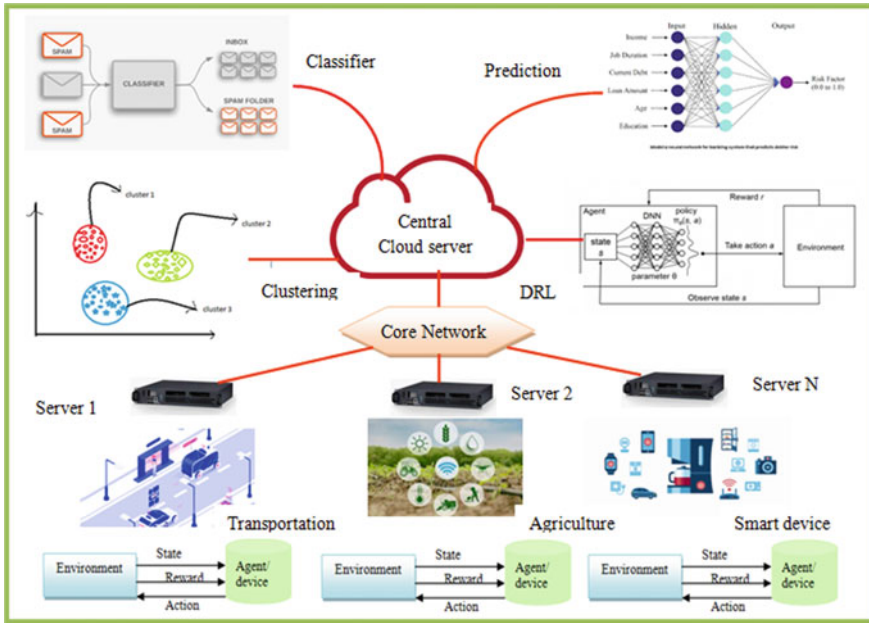 SPAM
SPAM
CLASSIFIER
INBOX
SPAM FOLDER
Classifier
Prediction
Input
Hidden
Output
Income
Job Duration
Current Debt
Loan Amount
Age
Education
Risk Factor
(0.0 to 1.0)
cluster 1
cluster 2
cluster 3
Clustering
Central
Cloud server
DRL
Reward r
Agent
DNN
policy
state
parameter θ
Take action a
Environment
Observe state
Core Network
Server 1
Server 2
Server N
Transportation
Agriculture
Smart device
Environment
State
Reward
Action
Agent/
device
Environment
State
Reward
Action
Agent/
device
Environment
State
Reward
Action
Agent/
device